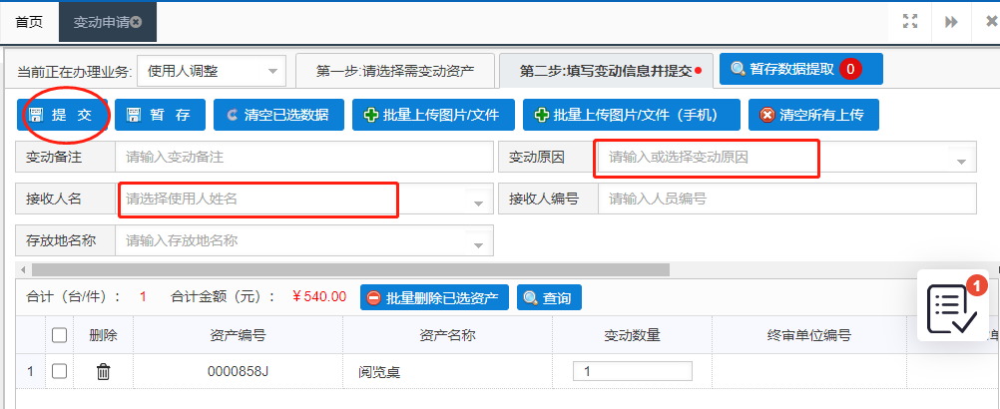 首页 变动申请
当前正在办理业务: 使用人调整 第一步:请选择需变动资产 第二步:填写变动信息并提交 暂存数据提取 0
提 交 暂 存 清空已选数据 批量上传图片/文件 批量上传图片/文件（手机） 清空所有上传
变动备注 请输入变动备注 变动原因 请输入或选择变动原因
接收人名 请选择使用人姓名 接收人编号 请输入人员编号
存放地名称 请输入存放地名称
合计（台/件）： 1 合计金额（元）： ￥540.00 批量删除已选资产 查询 1
删除 资产编号 资产名称 变动数量 终审单位编号
1 0000858J 阅览桌 1